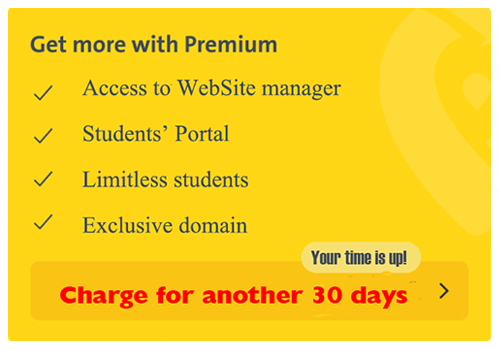 Get more with Premium
Access to WebSite manager
Students’ Portal
Limitless students
Exclusive domain
Your time is up!
Charge for another 30 days